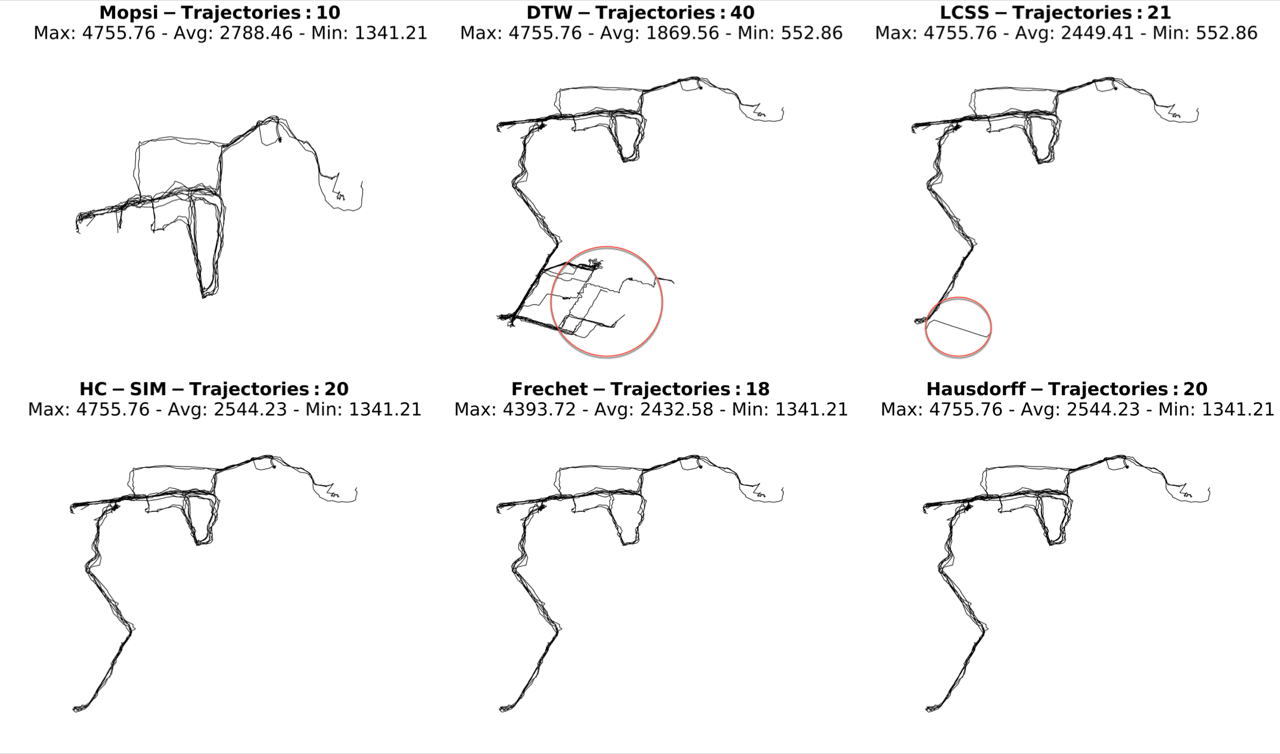 Mopsi – Trajectories : 10
Max: 4755.76 - Avg: 2788.46 - Min: 1341.21
DTW – Trajectories : 40
Max: 4755.76 - Avg: 1869.56 - Min: 552.86
LCSS – Trajectories : 21
Max: 4755.76 - Avg: 2449.41 - Min: 552.86
HC – SIM – Trajectories : 20
Max: 4755.76 - Avg: 2544.23 - Min: 1341.21
Frechet – Trajectories : 18
Max: 4393.72 - Avg: 2432.58 - Min: 1341.21
Hausdorff – Trajectories : 20
Max: 4755.76 - Avg: 2544.23 - Min: 1341.21